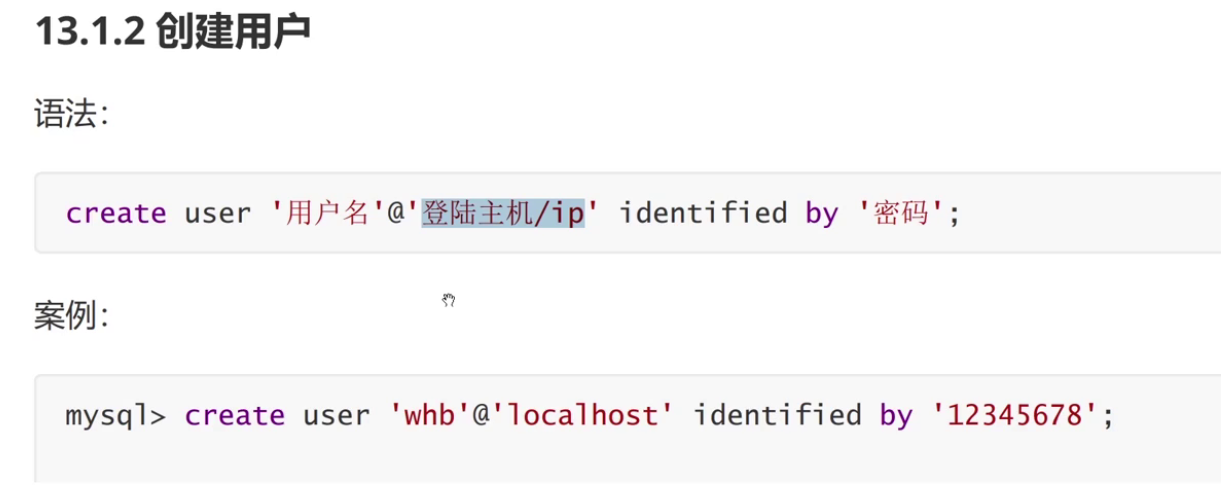 13.1.2 创建用户
语法：
create user '用户名'@'登陆主机/ip' identified by '密码';
案例：
mysql> create user 'whb'@'localhost' identified by '12345678';